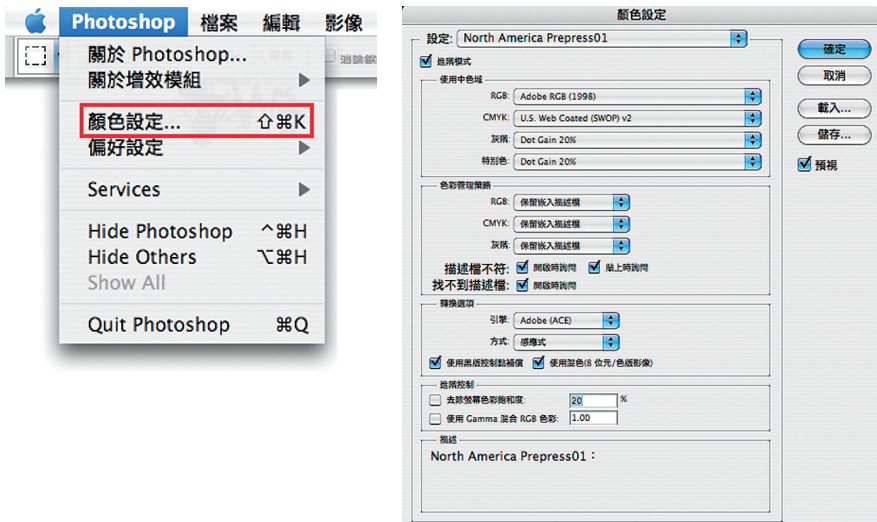 Photoshop 檔案 編輯 影像
關於 Photoshop...
關於增效模組
顏色設定... ⇧⌘K
偏好設定
Services
Hide Photoshop ^⌘H
Hide Others ⌥⌘H
Show All
Quit Photoshop ⌘Q
顏色設定
設定: North America Prepress01
進階模式
使用中色域
RGB: Adobe RGB (1998)
CMYK: U.S. Web Coated (SWOP) v2
灰階: Dot Gain 20%
特別色: Dot Gain 20%
色彩管理策略
RGB: 保留嵌入描述檔
CMYK: 保留嵌入描述檔
灰階: 保留嵌入描述檔
描述檔不符: 開啟時詢問 貼上時詢問
找不到描述檔: 開啟時詢問
轉換選項
引擎: Adobe (ACE)
方式: 感應式
使用黑版控制點補償 使用混色(8 位元/色版影像)
進階控制
去除螢幕色彩飽和度: 20 %
使用 Gamma 混合 RGB 色彩: 1.00
描述
North America Prepress01：
確定
取消
載入...
儲存...
預視